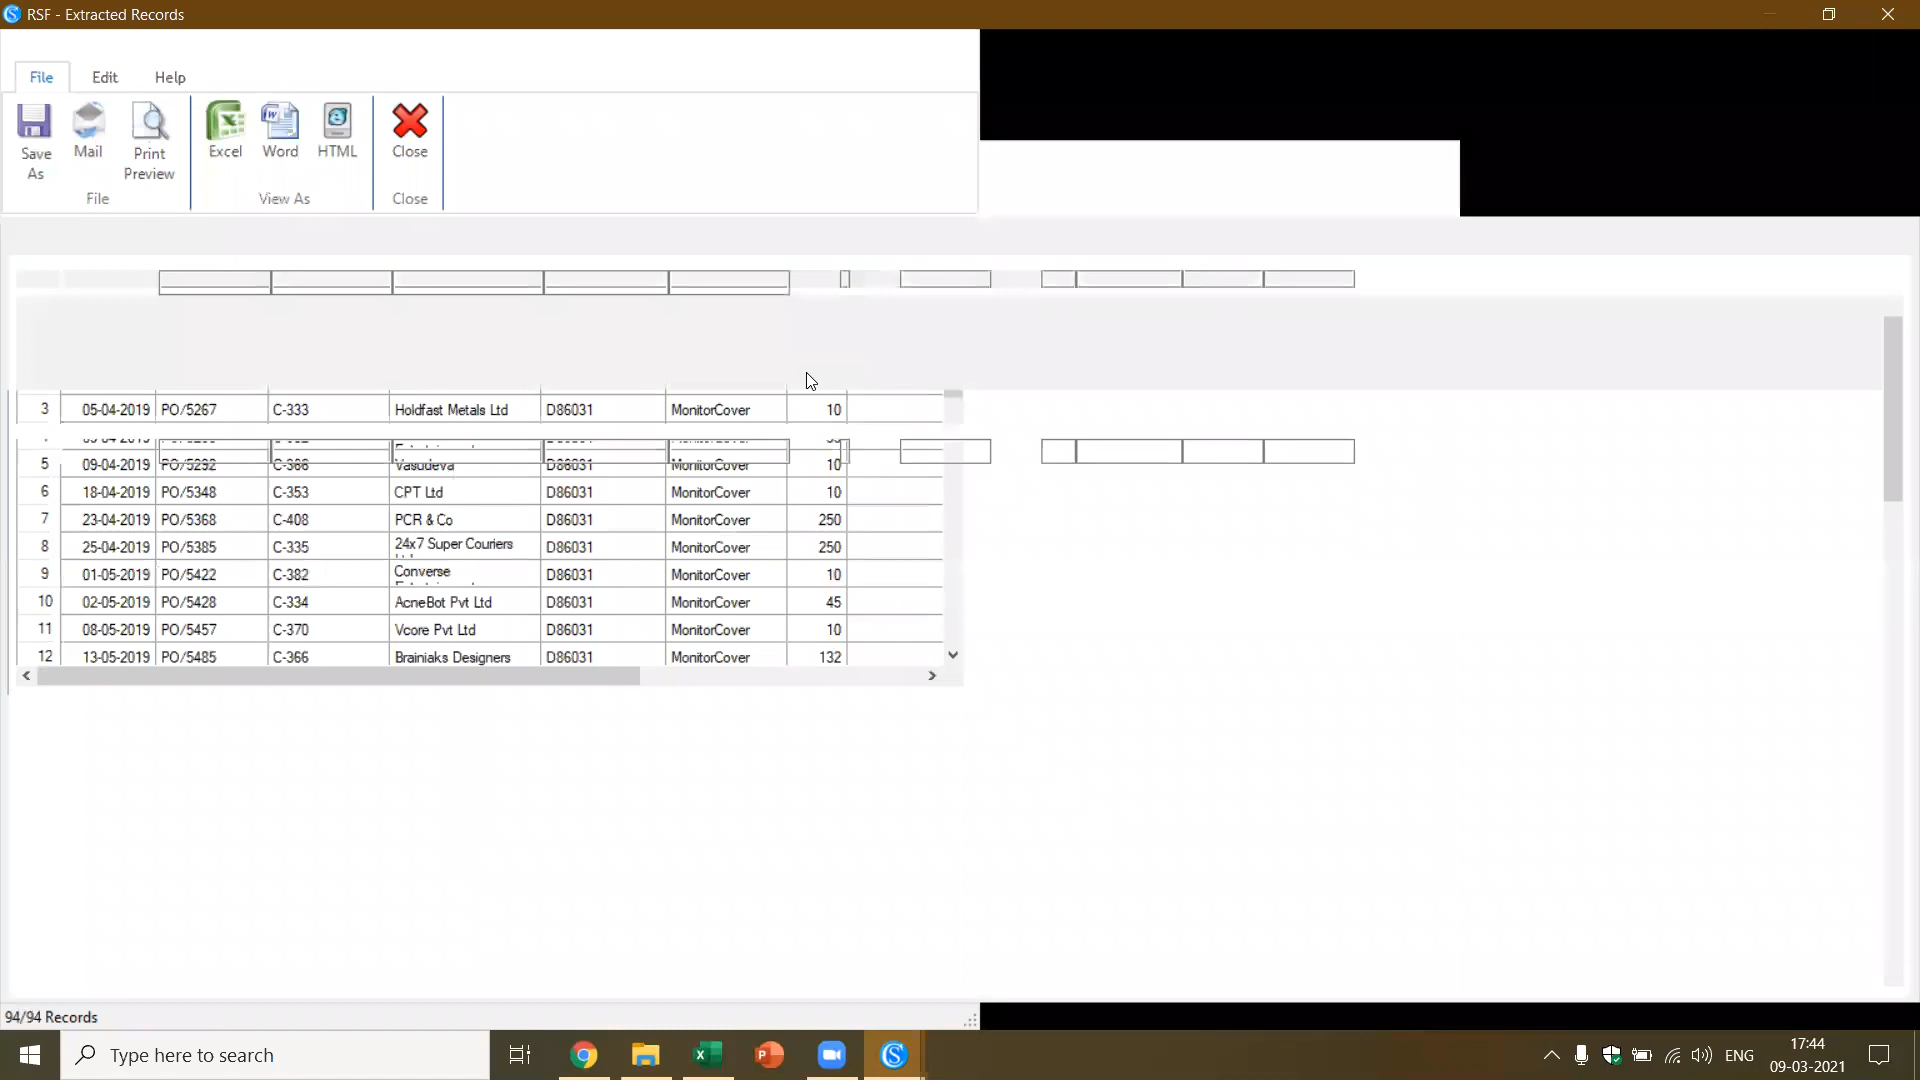 RSF - Extracted Records
File Edit Help
Save As Mail Print Preview Excel Word HTML Close
File View As Close
3 05-04-2019 PO/5267 C-333 Holdfast Metals Ltd D86031 MonitorCover 10
5 09-04-2019 PO/5292 C-366 Vasudeva D86031 MonitorCover 10
6 18-04-2019 PO/5348 C-353 CPT Ltd D86031 MonitorCover 10
7 23-04-2019 PO/5368 C-408 PCR & Co D86031 MonitorCover 250
8 25-04-2019 PO/5385 C-335 24x7 Super Couriers D86031 MonitorCover 250
9 01-05-2019 PO/5422 C-382 Converse D86031 MonitorCover 10
10 02-05-2019 PO/5428 C-334 AcneBot Pvt Ltd D86031 MonitorCover 45
11 08-05-2019 PO/5457 C-370 Vcore Pvt Ltd D86031 MonitorCover 10
12 13-05-2019 PO/5485 C-366 Brainiaks Designers D86031 MonitorCover 132
94/94 Records
Type here to search
ENG
17:44
09-03-2021